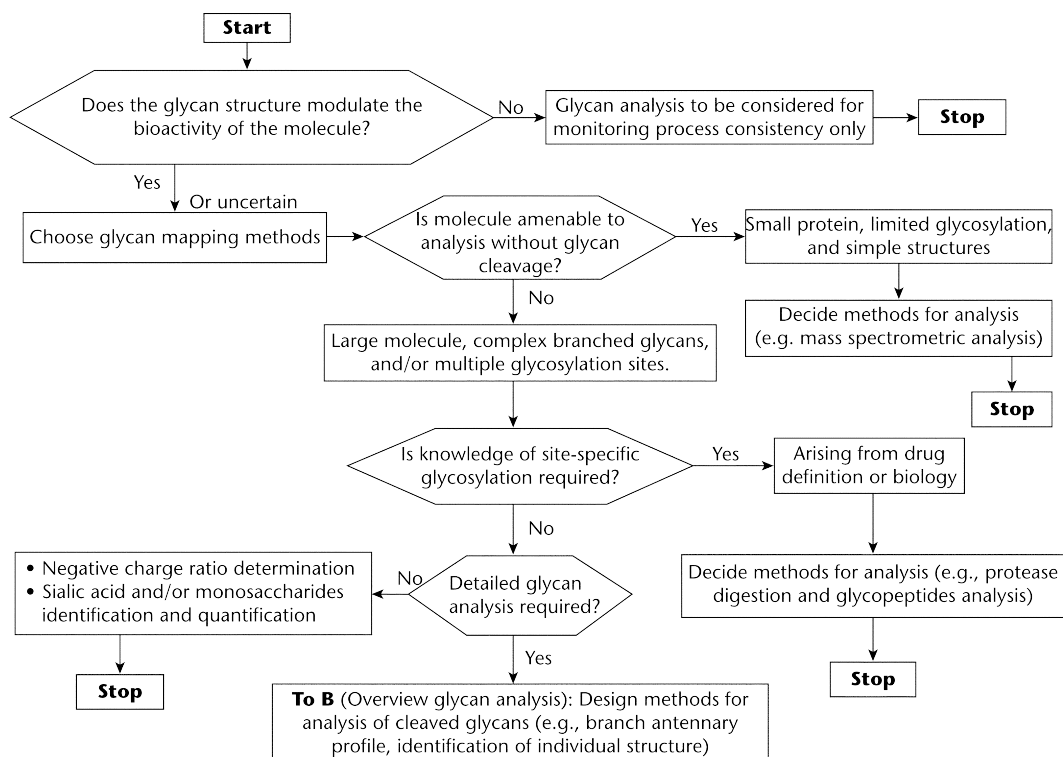 Start
Does the glycan structure modulate the
bioactivity of the molecule?
No
Glycan analysis to be considered for
monitoring process consistency only
Stop
Yes
Or uncertain
Choose glycan mapping methods
Is molecule amenable to
analysis without glycan
cleavage?
Yes
Small protein, limited glycosylation,
and simple structures
Decide methods for analysis
(e.g. mass spectrometric analysis)
Stop
No
Large molecule, complex branched glycans,
and/or multiple glycosylation sites.
Is knowledge of site-specific
glycosylation required?
Yes
Arising from drug
definition or biology
Decide methods for analysis (e.g., protease
digestion and glycopeptides analysis)
Stop
No
Detailed glycan
analysis required?
No
• Negative charge ratio determination
• Sialic acid and/or monosaccharides
identification and quantification
Stop
Yes
To B (Overview glycan analysis): Design methods for
analysis of cleaved glycans (e.g., branch antennary
profile, identification of individual structure)